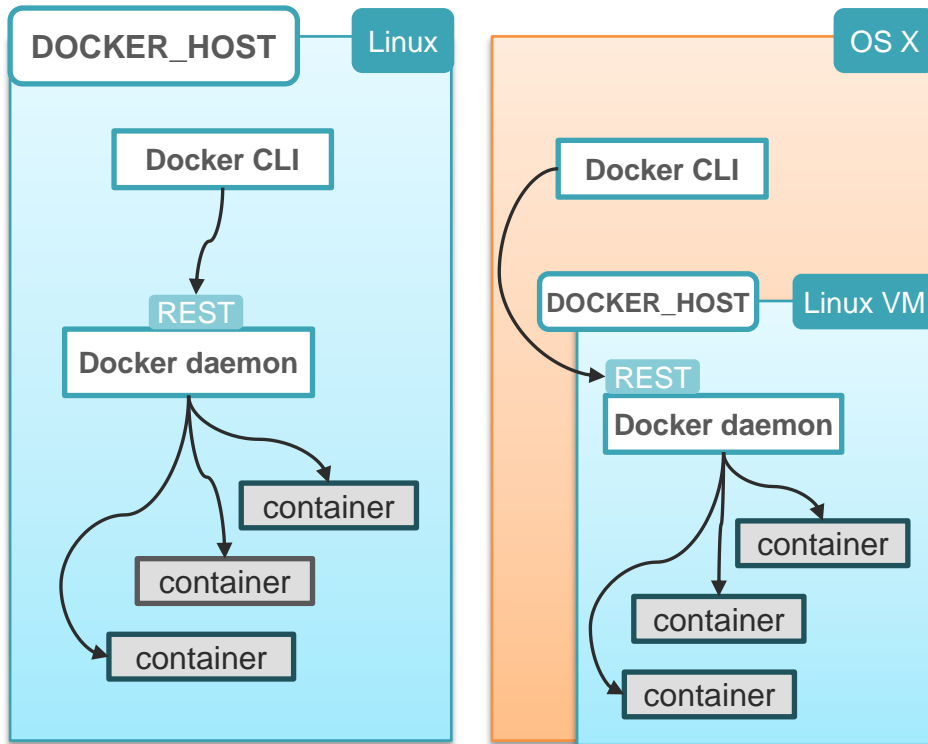 DOCKER_HOST
Linux
Docker CLI
REST
Docker daemon
container
container
container
OS X
Docker CLI
DOCKER_HOST
Linux VM
REST
Docker daemon
container
container
container